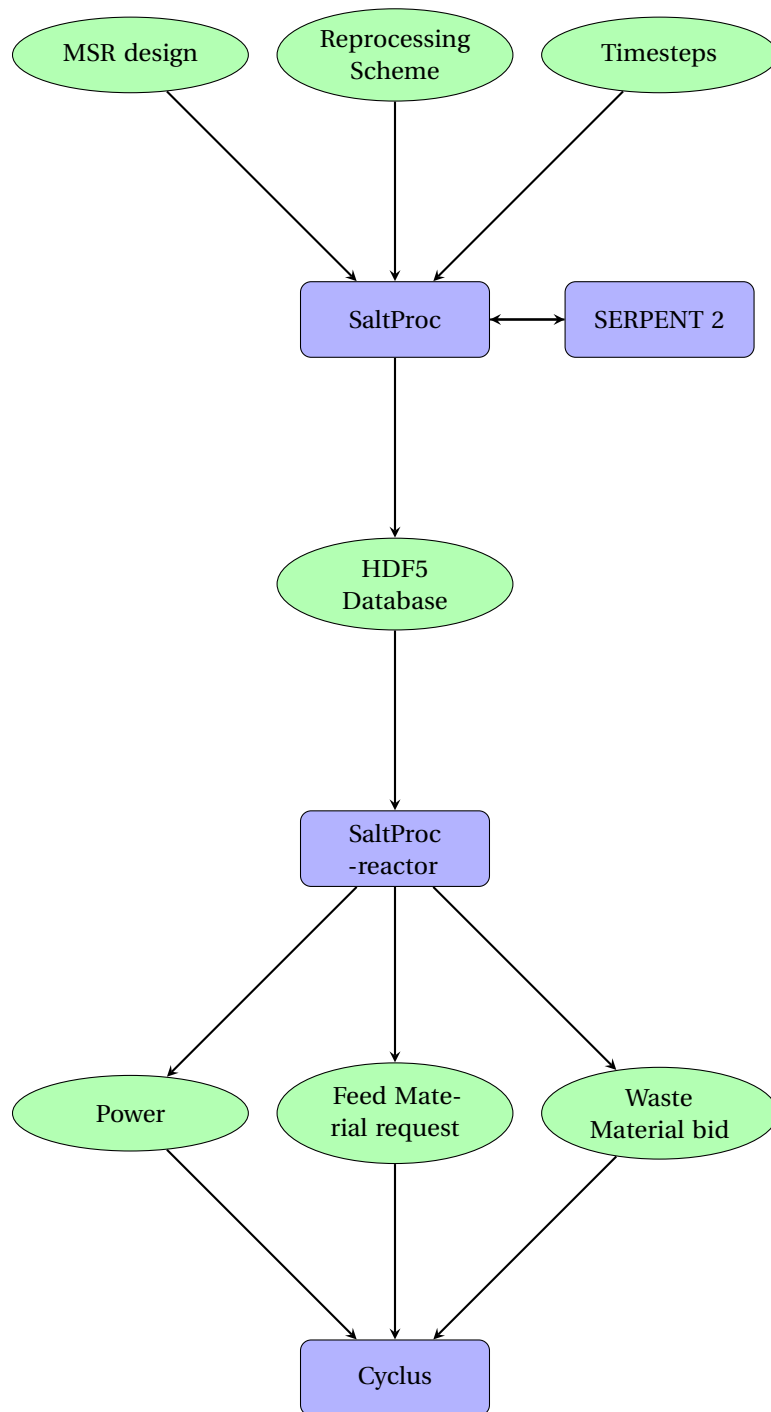 MSR design
Reprocessing
Scheme
Timesteps
SaltProc
SERPENT 2
HDF5
Database
SaltProc
-reactor
Power
Feed Mate-
rial request
Waste
Material bid
Cyclus